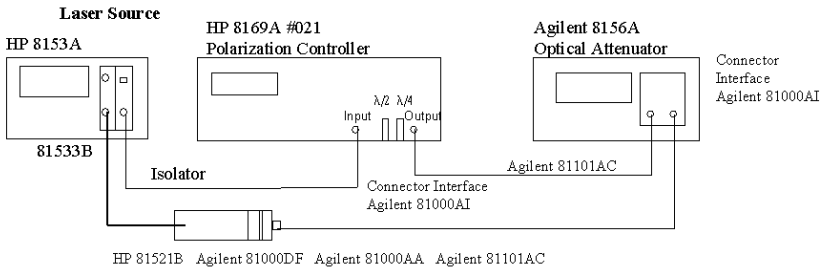 Laser Source
HP 8153A
HP 8169A #021
Polarization Controller
Agilent 8156A
Optical Attenuator
Connector
Interface
Agilent 81000AI
λ/2 λ/4
Input
Output
81533B
Isolator
Agilent 81101AC
Connector Interface
Agilent 81000AI
HP 81521B Agilent 81000DF Agilent 81000AA Agilent 81101AC